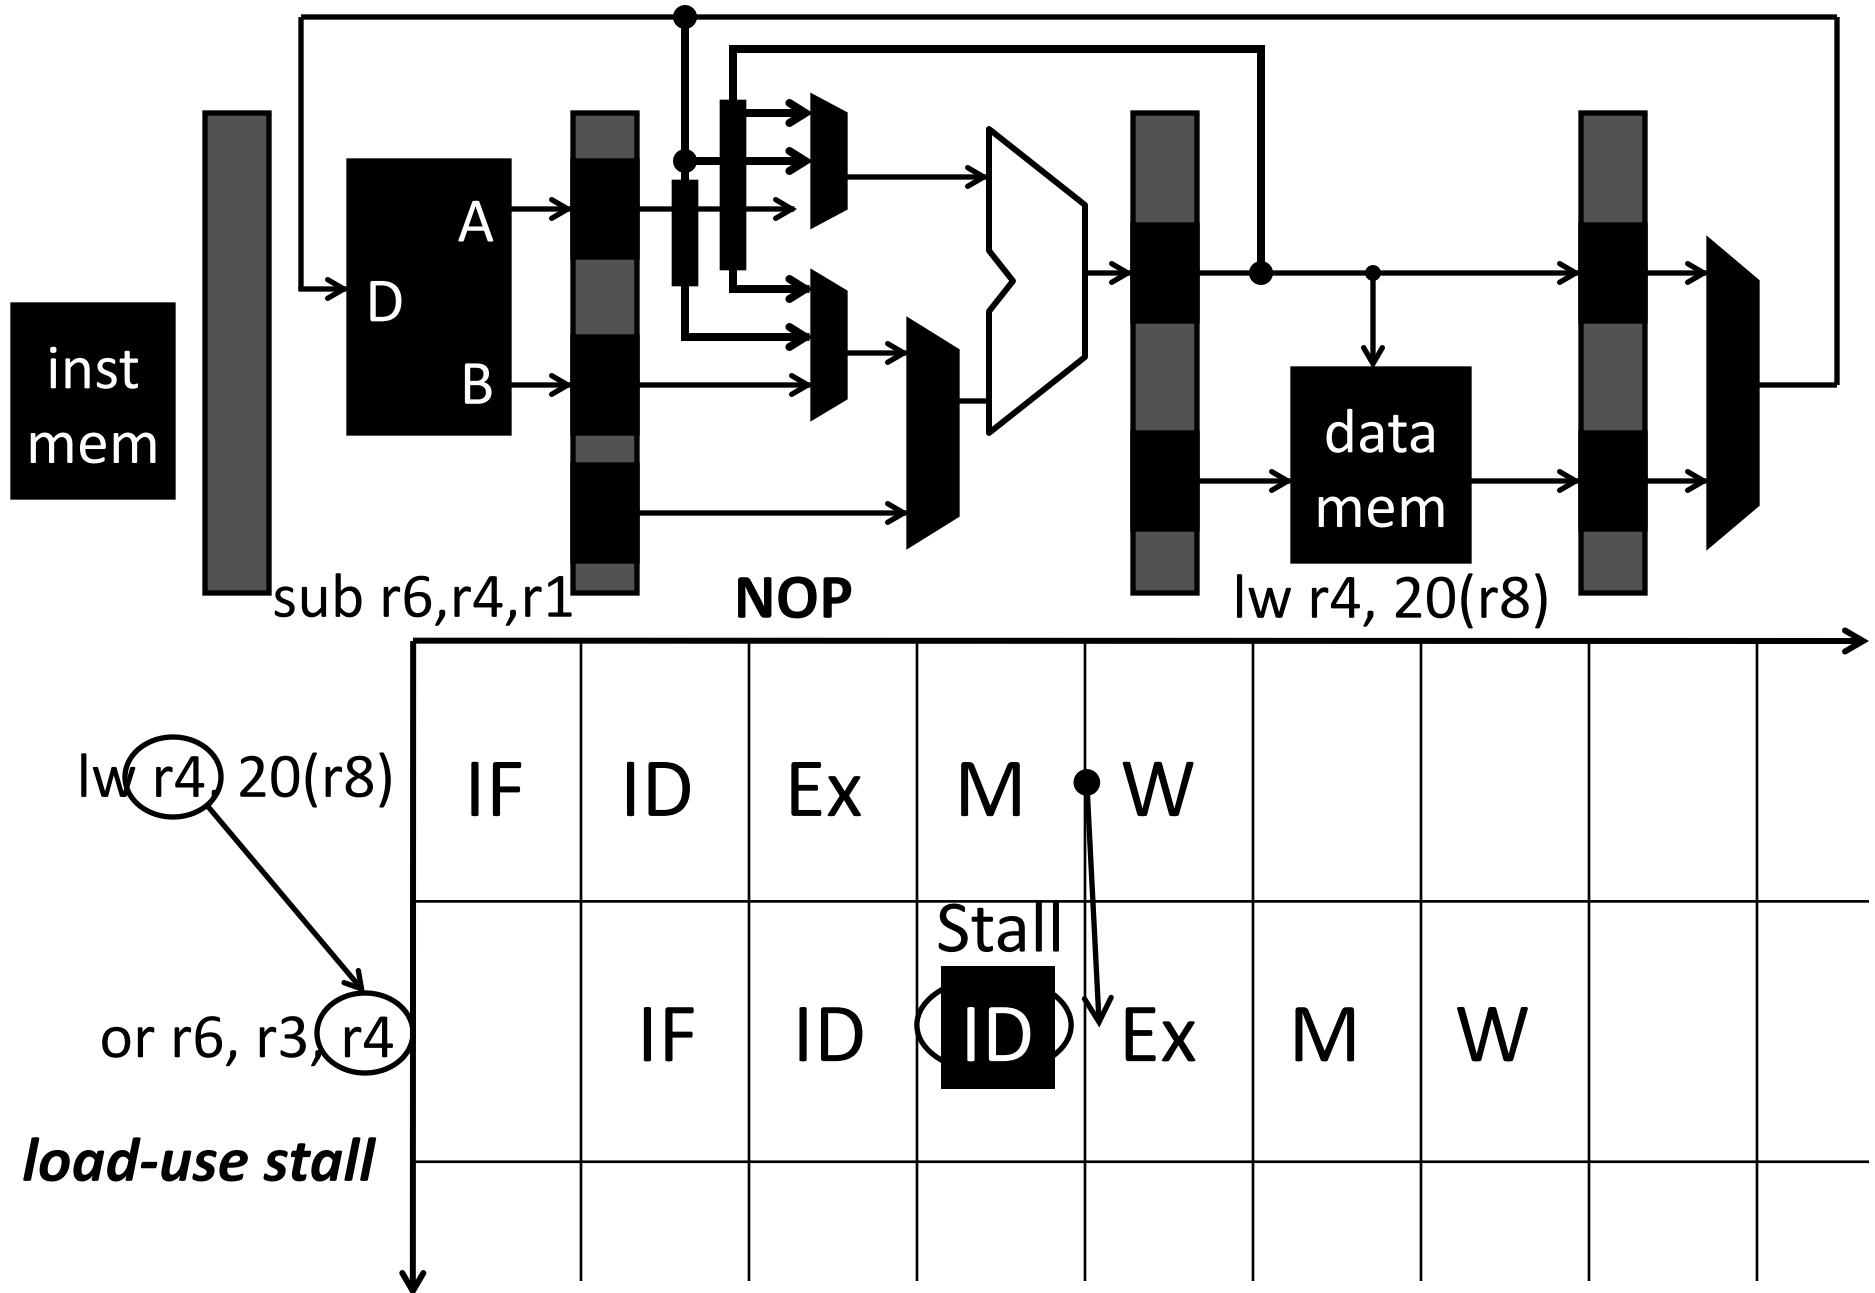 A
D
B
inst
mem
data
mem
sub r6,r4,r1
NOP
lw r4, 20(r8)
lw r4, 20(r8)
IF ID Ex M W
Stall
or r6, r3, r4
IF ID ID Ex M W
load-use stall